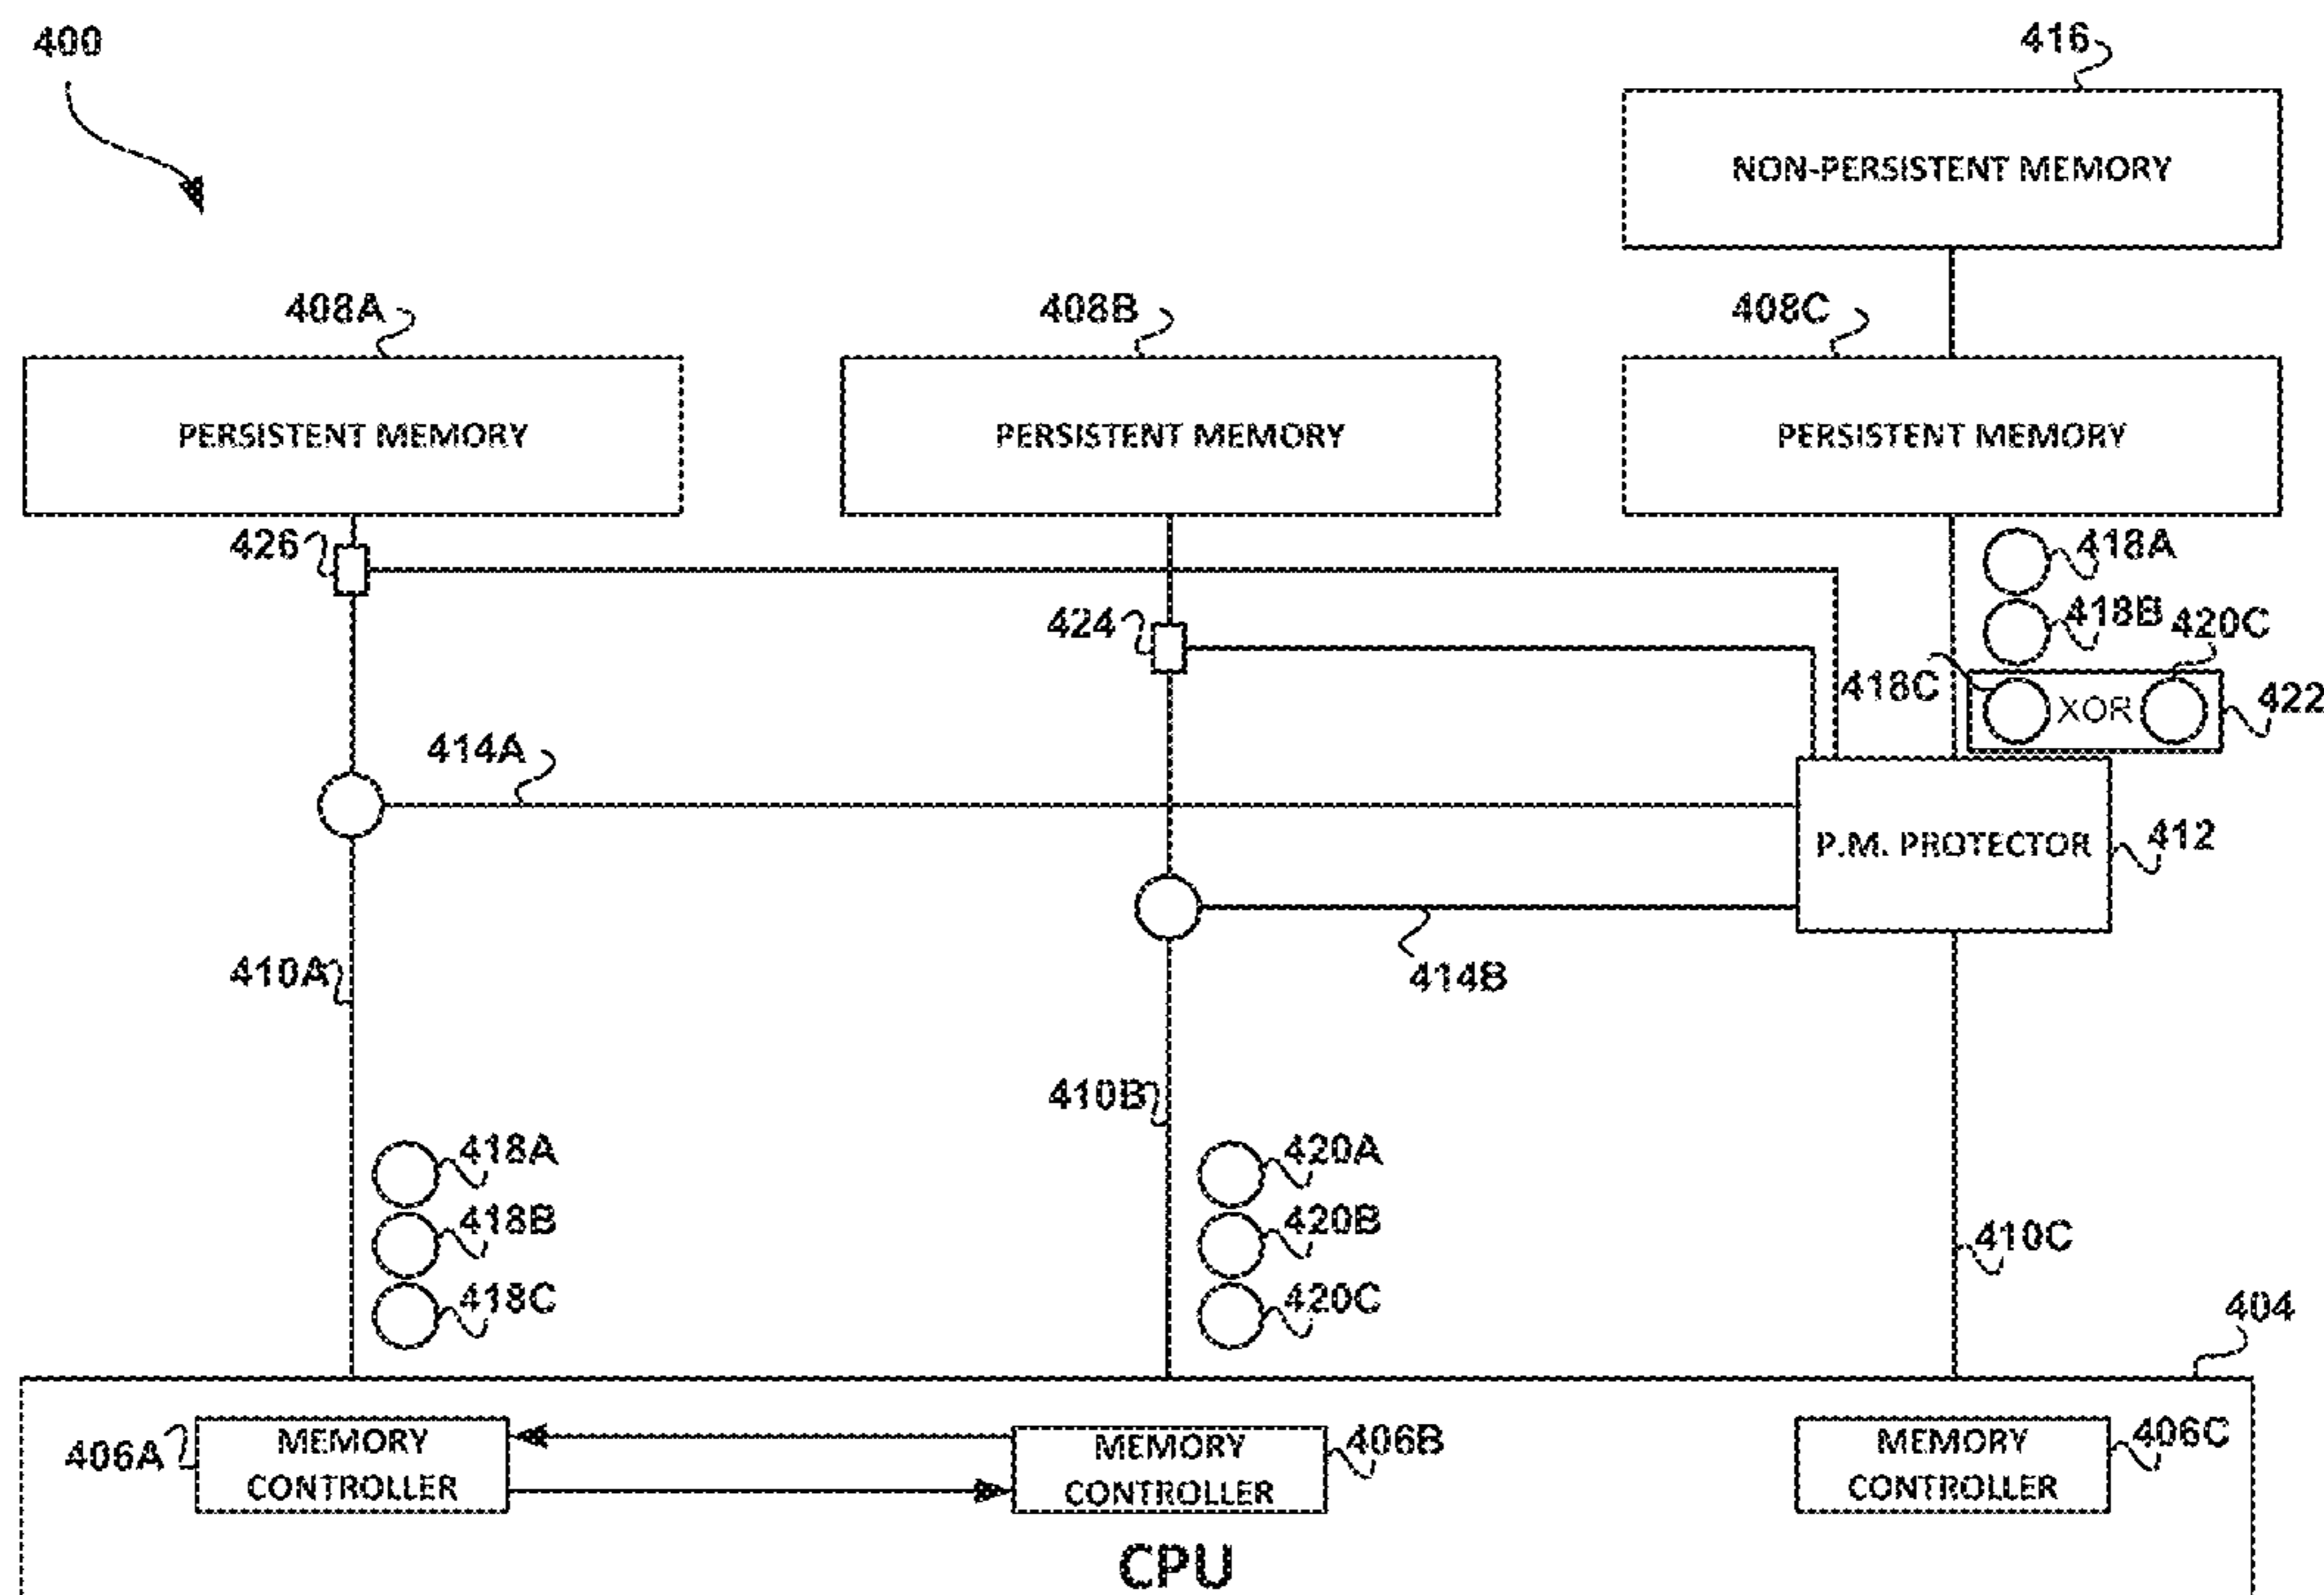 400
416
NON-PERSISTENT MEMORY
408A
408B
408C
PERSISTENT MEMORY
PERSISTENT MEMORY
PERSISTENT MEMORY
426
418A
424
418B
420C
418C
XOR
422
414A
P.M. PROTECTOR
412
410A
414B
410B
418A
420A
418B
420B
410C
418C
420C
404
406A
MEMORY
CONTROLLER
MEMORY
CONTROLLER
406B
MEMORY
CONTROLLER
406C
CPU